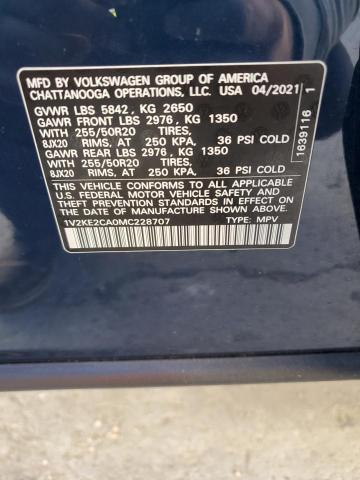 MFD BY VOLKSWAGEN GROUP OF AMERICA
CHATTANOOGA OPERATIONS, LLC. USA 04/2021
GVWR LBS 5842, KG 2650
GAWR FRONT LBS 2976, KG 1350
WITH 255/50R20 TIRES,
8JX20 RIMS, AT 250 KPA, 36 PSI COLD
GAWR REAR LBS 2976, KG 1350
WITH 255/50R20 TIRES,
8JX20 RIMS, AT 250 KPA, 36 PSI COLD
THIS VEHICLE CONFORMS TO ALL APPLICABLE
U.S. FEDERAL MOTOR VEHICLE SAFETY, BUMPER,
AND THEFT PREVENTION STANDARDS IN EFFECT
ON THE DATE OF MANUFACTURE SHOWN ABOVE.
1V2KE2CA0MC228707 TYPE: MPV
1639116 1